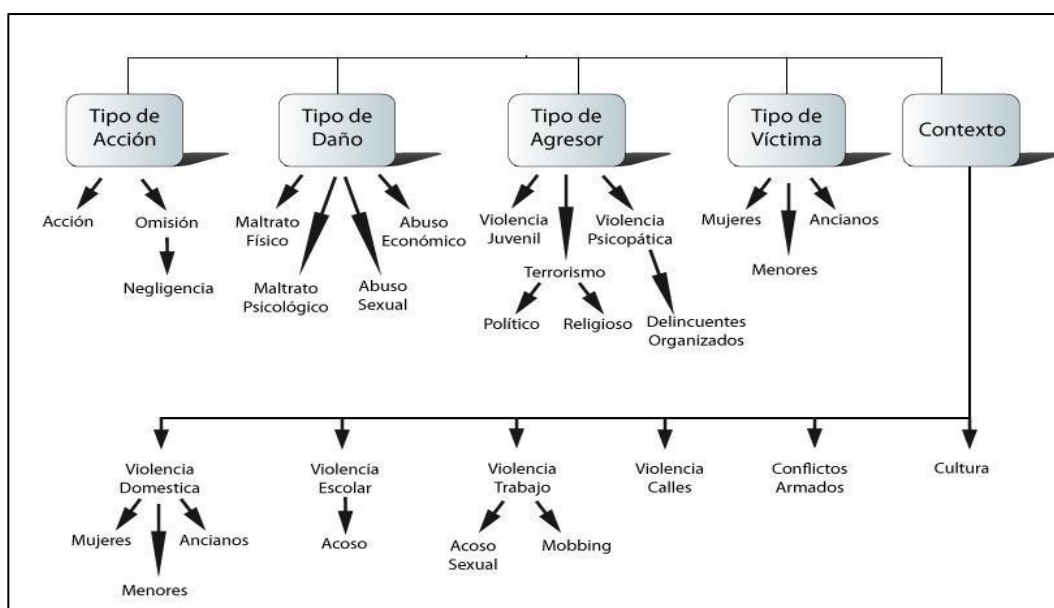 Tipo de
Acción
Tipo de
Daño
Tipo de
Agresor
Tipo de
Víctima
Contexto
Acción
Omisión
Negligencia
Maltrato
Físico
Maltrato
Psicológico
Abuso
Sexual
Abuso
Económico
Violencia
Juvenil
Terrorismo
Político
Religioso
Violencia
Psicopática
Delincuentes
Organizados
Mujeres
Menores
Ancianos
Violencia
Domestica
Mujeres
Menores
Ancianos
Violencia
Escolar
Acoso
Violencia
Trabajo
Acoso
Sexual
Mobbing
Violencia
Calles
Conflictos
Armados
Cultura